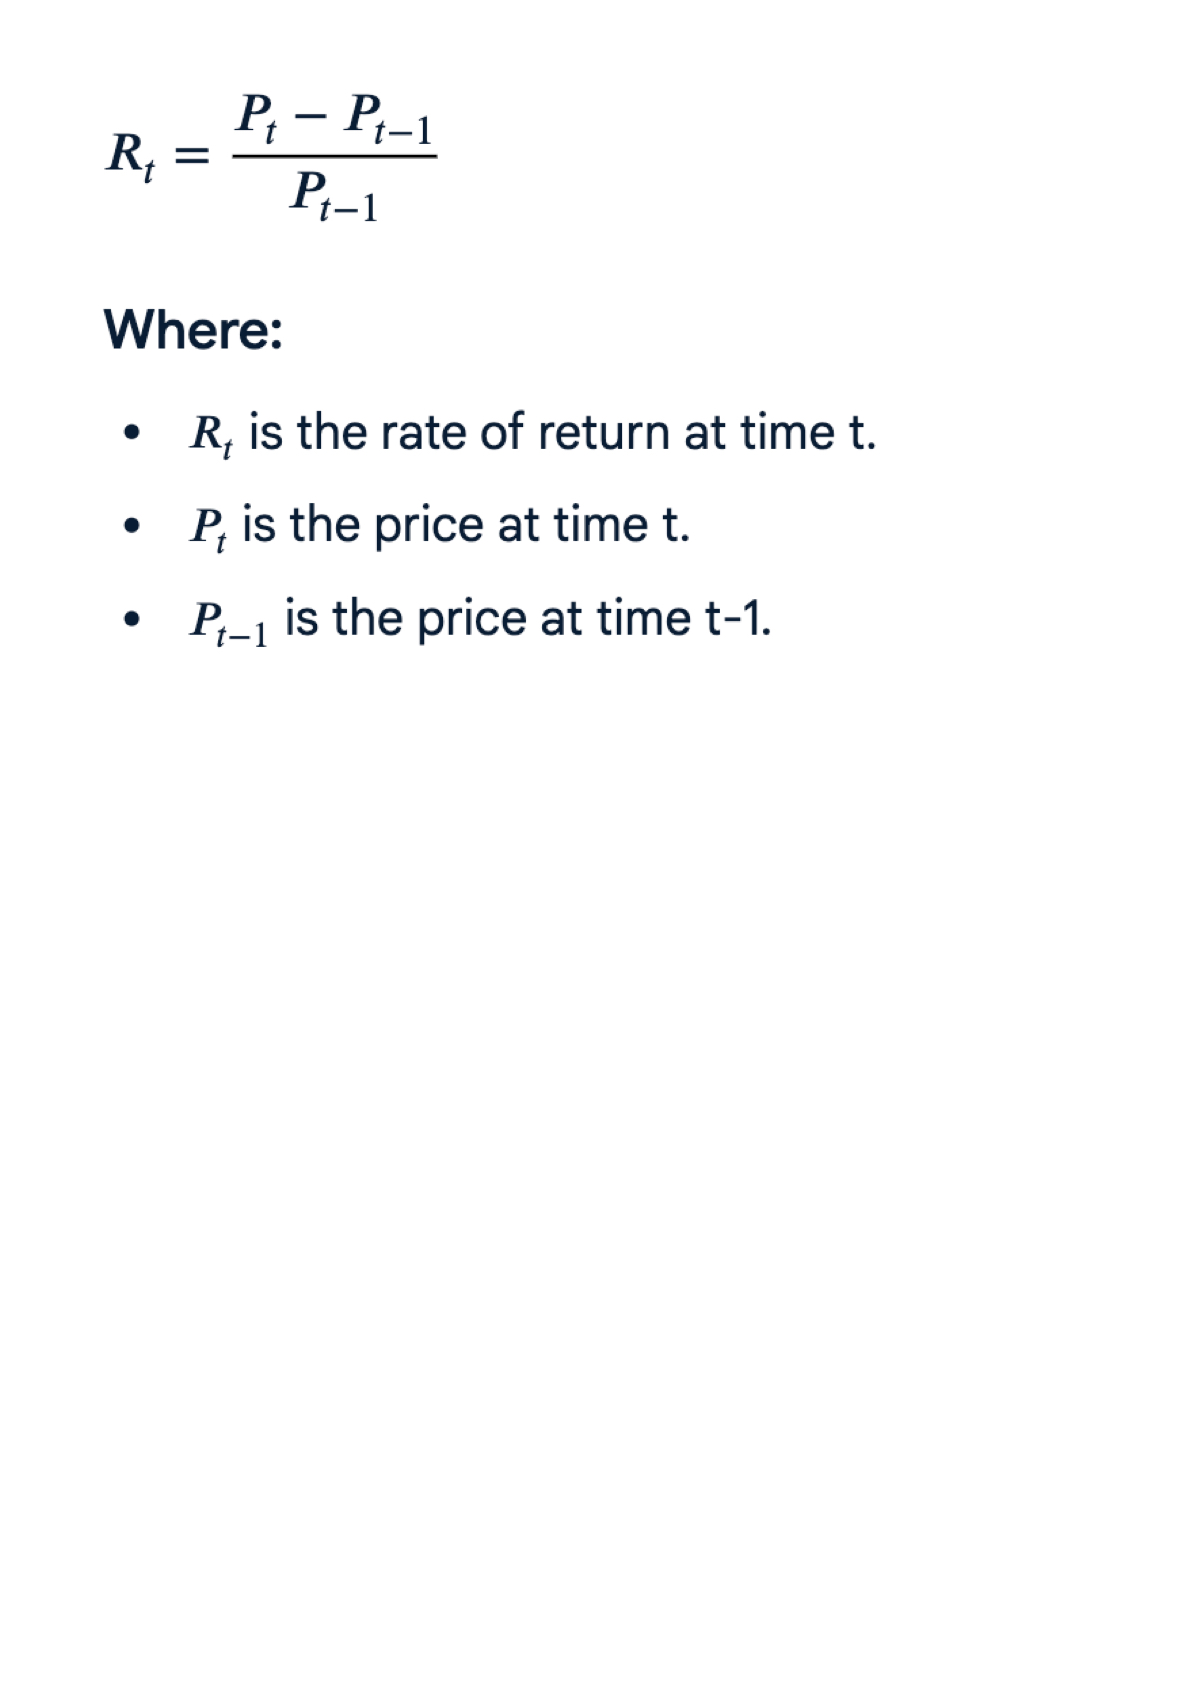 R_t = \frac{P_t - P_{t-1}}{P_{t-1}}
Where:
• R_t is the rate of return at time t.
• P_t is the price at time t.
• P_{t-1} is the price at time t-1.